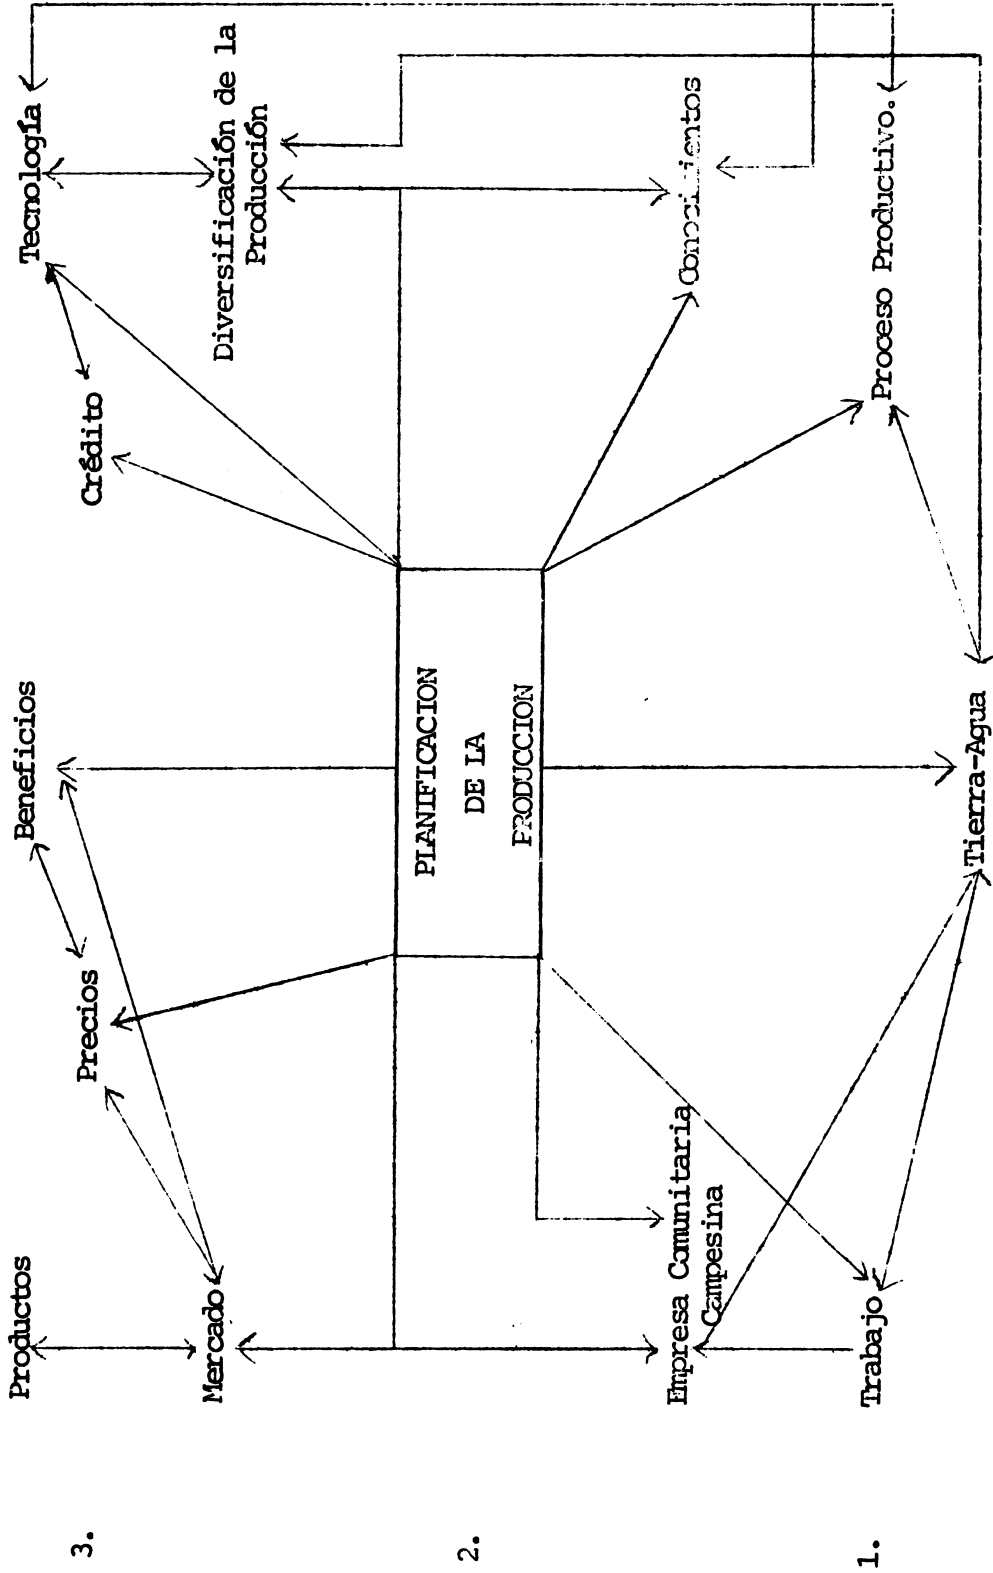 Productos
Beneficios
Tecnología
3.
Precios
Crédito
Mercado
Diversificación de la
Producción
2.
PLANIFICACION
DE LA
PRODUCCION
Empresa Comunitaria
Campesina
Conocimientos
1.
Trabajo
Proceso Productivo.
Tierra-Agua